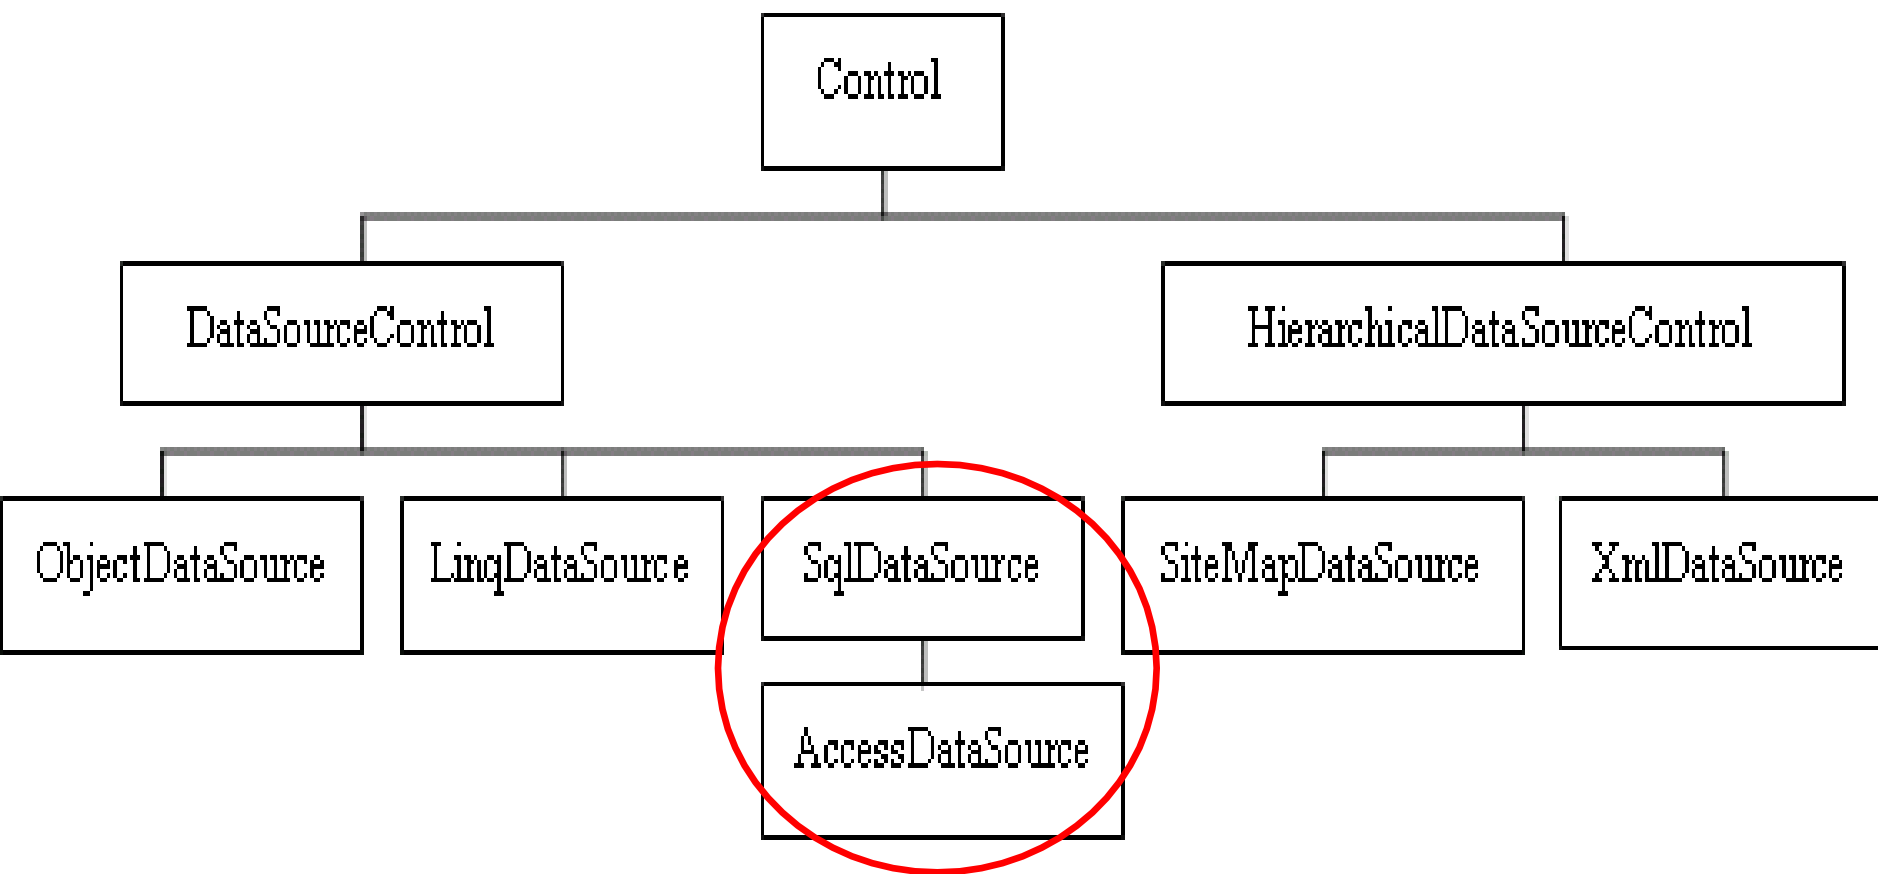 Control
DataSourceControl
HierarchicalDataSourceControl
ObjectDataSource
LinqDataSource
SqlDataSource
SiteMapDataSource
XmlDataSource
AccessDataSource